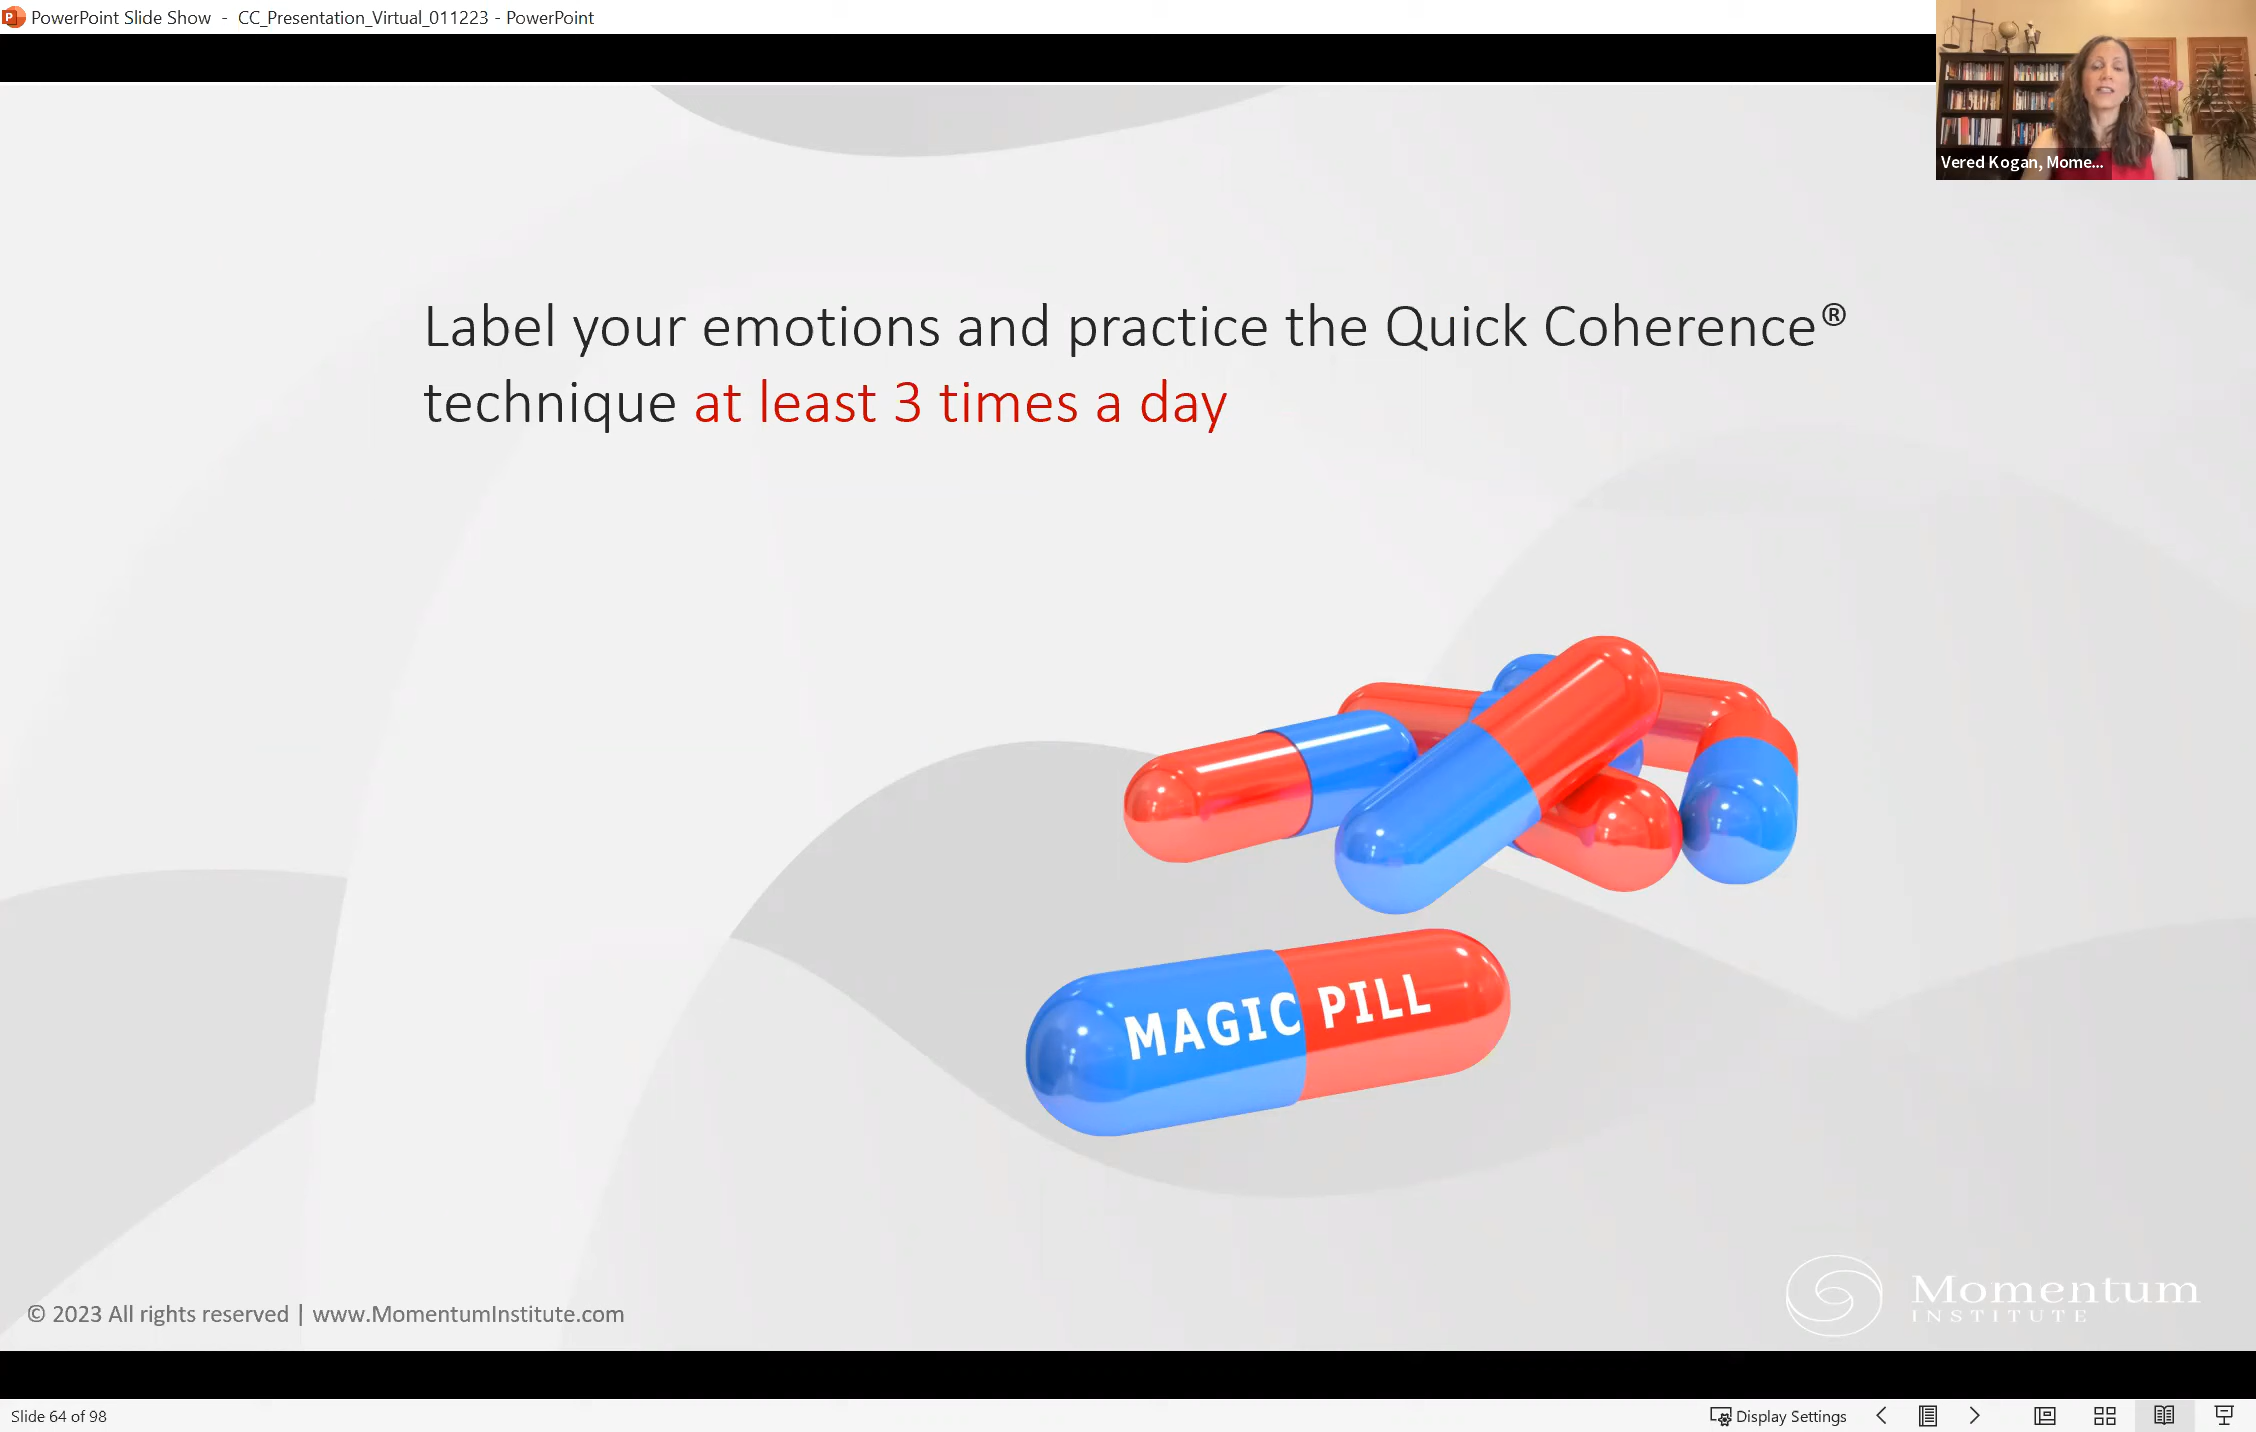 PowerPoint Slide Show - CC_Presentation_Virtual_011223 - PowerPoint
Vered Kogan, Mome...
Label your emotions and practice the Quick Coherence®
technique at least 3 times a day
MAGIC PILL
© 2023 All rights reserved | www.MomentumInstitute.com
Momentum
INSTITUTE
Slide 64 of 98
Display Settings